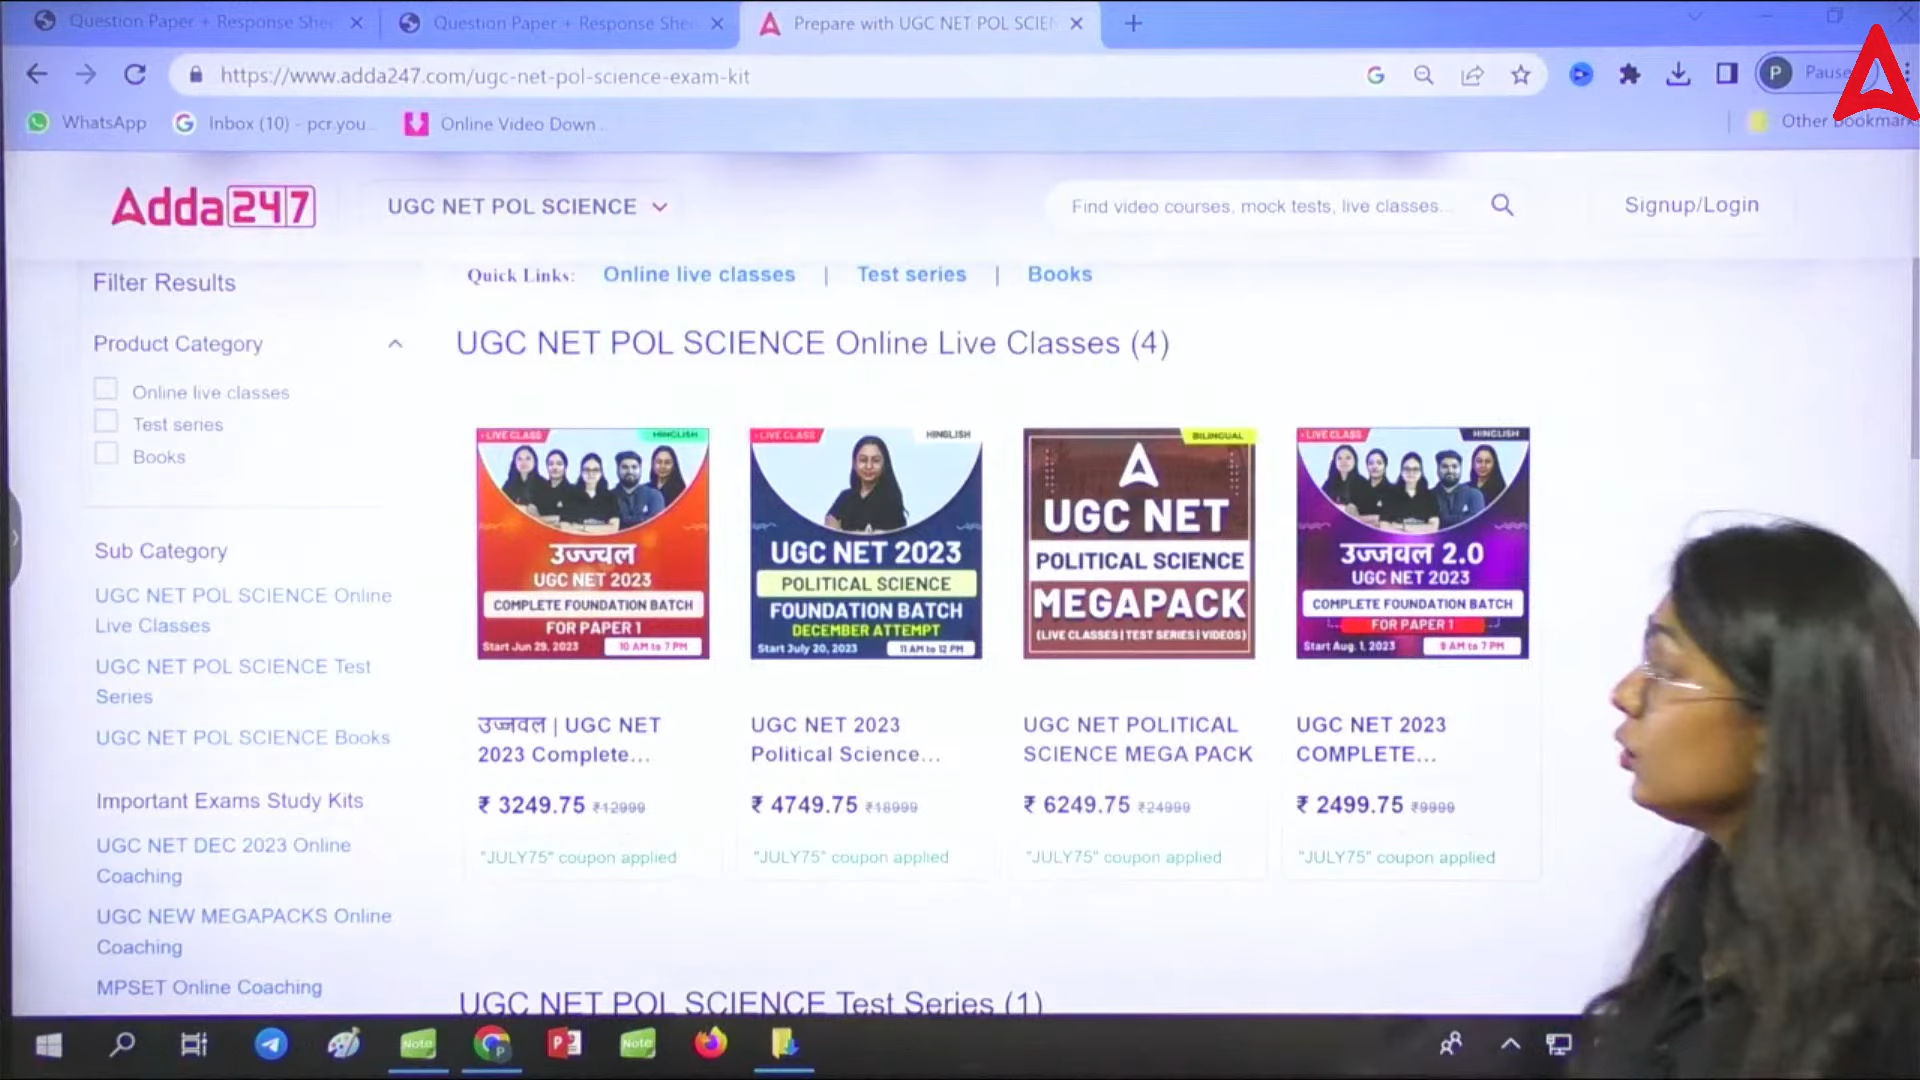 Question Paper + Response She
Question Paper + Response She
Prepare with UGC NET POL SCIEN
https://www.adda247.com/ugc-net-pol-science-exam-kit
P
Pause
WhatsApp
Inbox (10) - pcr.you...
Online Video Down...
Other Bookmark
Adda247
UGC NET POL SCIENCE
Find video courses, mock tests, live classes...
Signup/Login
Filter Results
Product Category
Online live classes
Test series
Books
Sub Category
UGC NET POL SCIENCE Online
Live Classes
UGC NET POL SCIENCE Test
Series
UGC NET POL SCIENCE Books
Important Exams Study Kits
UGC NET DEC 2023 Online
Coaching
UGC NEW MEGAPACKS Online
Coaching
MPSET Online Coaching
Quick Links: Online live classes | Test series | Books
UGC NET POL SCIENCE Online Live Classes (4)
LIVE CLASS
HINGLISH
उज्ज्वल
UGC NET 2023
COMPLETE FOUNDATION BATCH
FOR PAPER 1
Start Jun 29, 2023
10 AM to 7 PM
उज्जवल | UGC NET
2023 Complete...
₹ 3249.75 ₹12999
"JULY75" coupon applied
LIVE CLASS
HINGLISH
UGC NET 2023
POLITICAL SCIENCE
FOUNDATION BATCH
DECEMBER ATTEMPT
Start July 20, 2023
11 AM to 12 PM
UGC NET 2023
Political Science...
₹ 4749.75 ₹18999
"JULY75" coupon applied
BILINGUAL
UGC NET
POLITICAL SCIENCE
MEGAPACK
(LIVE CLASSES | TEST SERIES | VIDEOS)
UGC NET POLITICAL
SCIENCE MEGA PACK
₹ 6249.75 ₹24999
"JULY75" coupon applied
LIVE CLASS
HINGLISH
उज्जवल 2.0
UGC NET 2023
COMPLETE FOUNDATION BATCH
FOR PAPER 1
Start Aug. 1, 2023
9 AM to 7 PM
UGC NET 2023
COMPLETE...
₹ 2499.75 ₹9999
"JULY75" coupon applied
UGC NET POL SCIENCE Test Series (1)
Note
P
P
Note